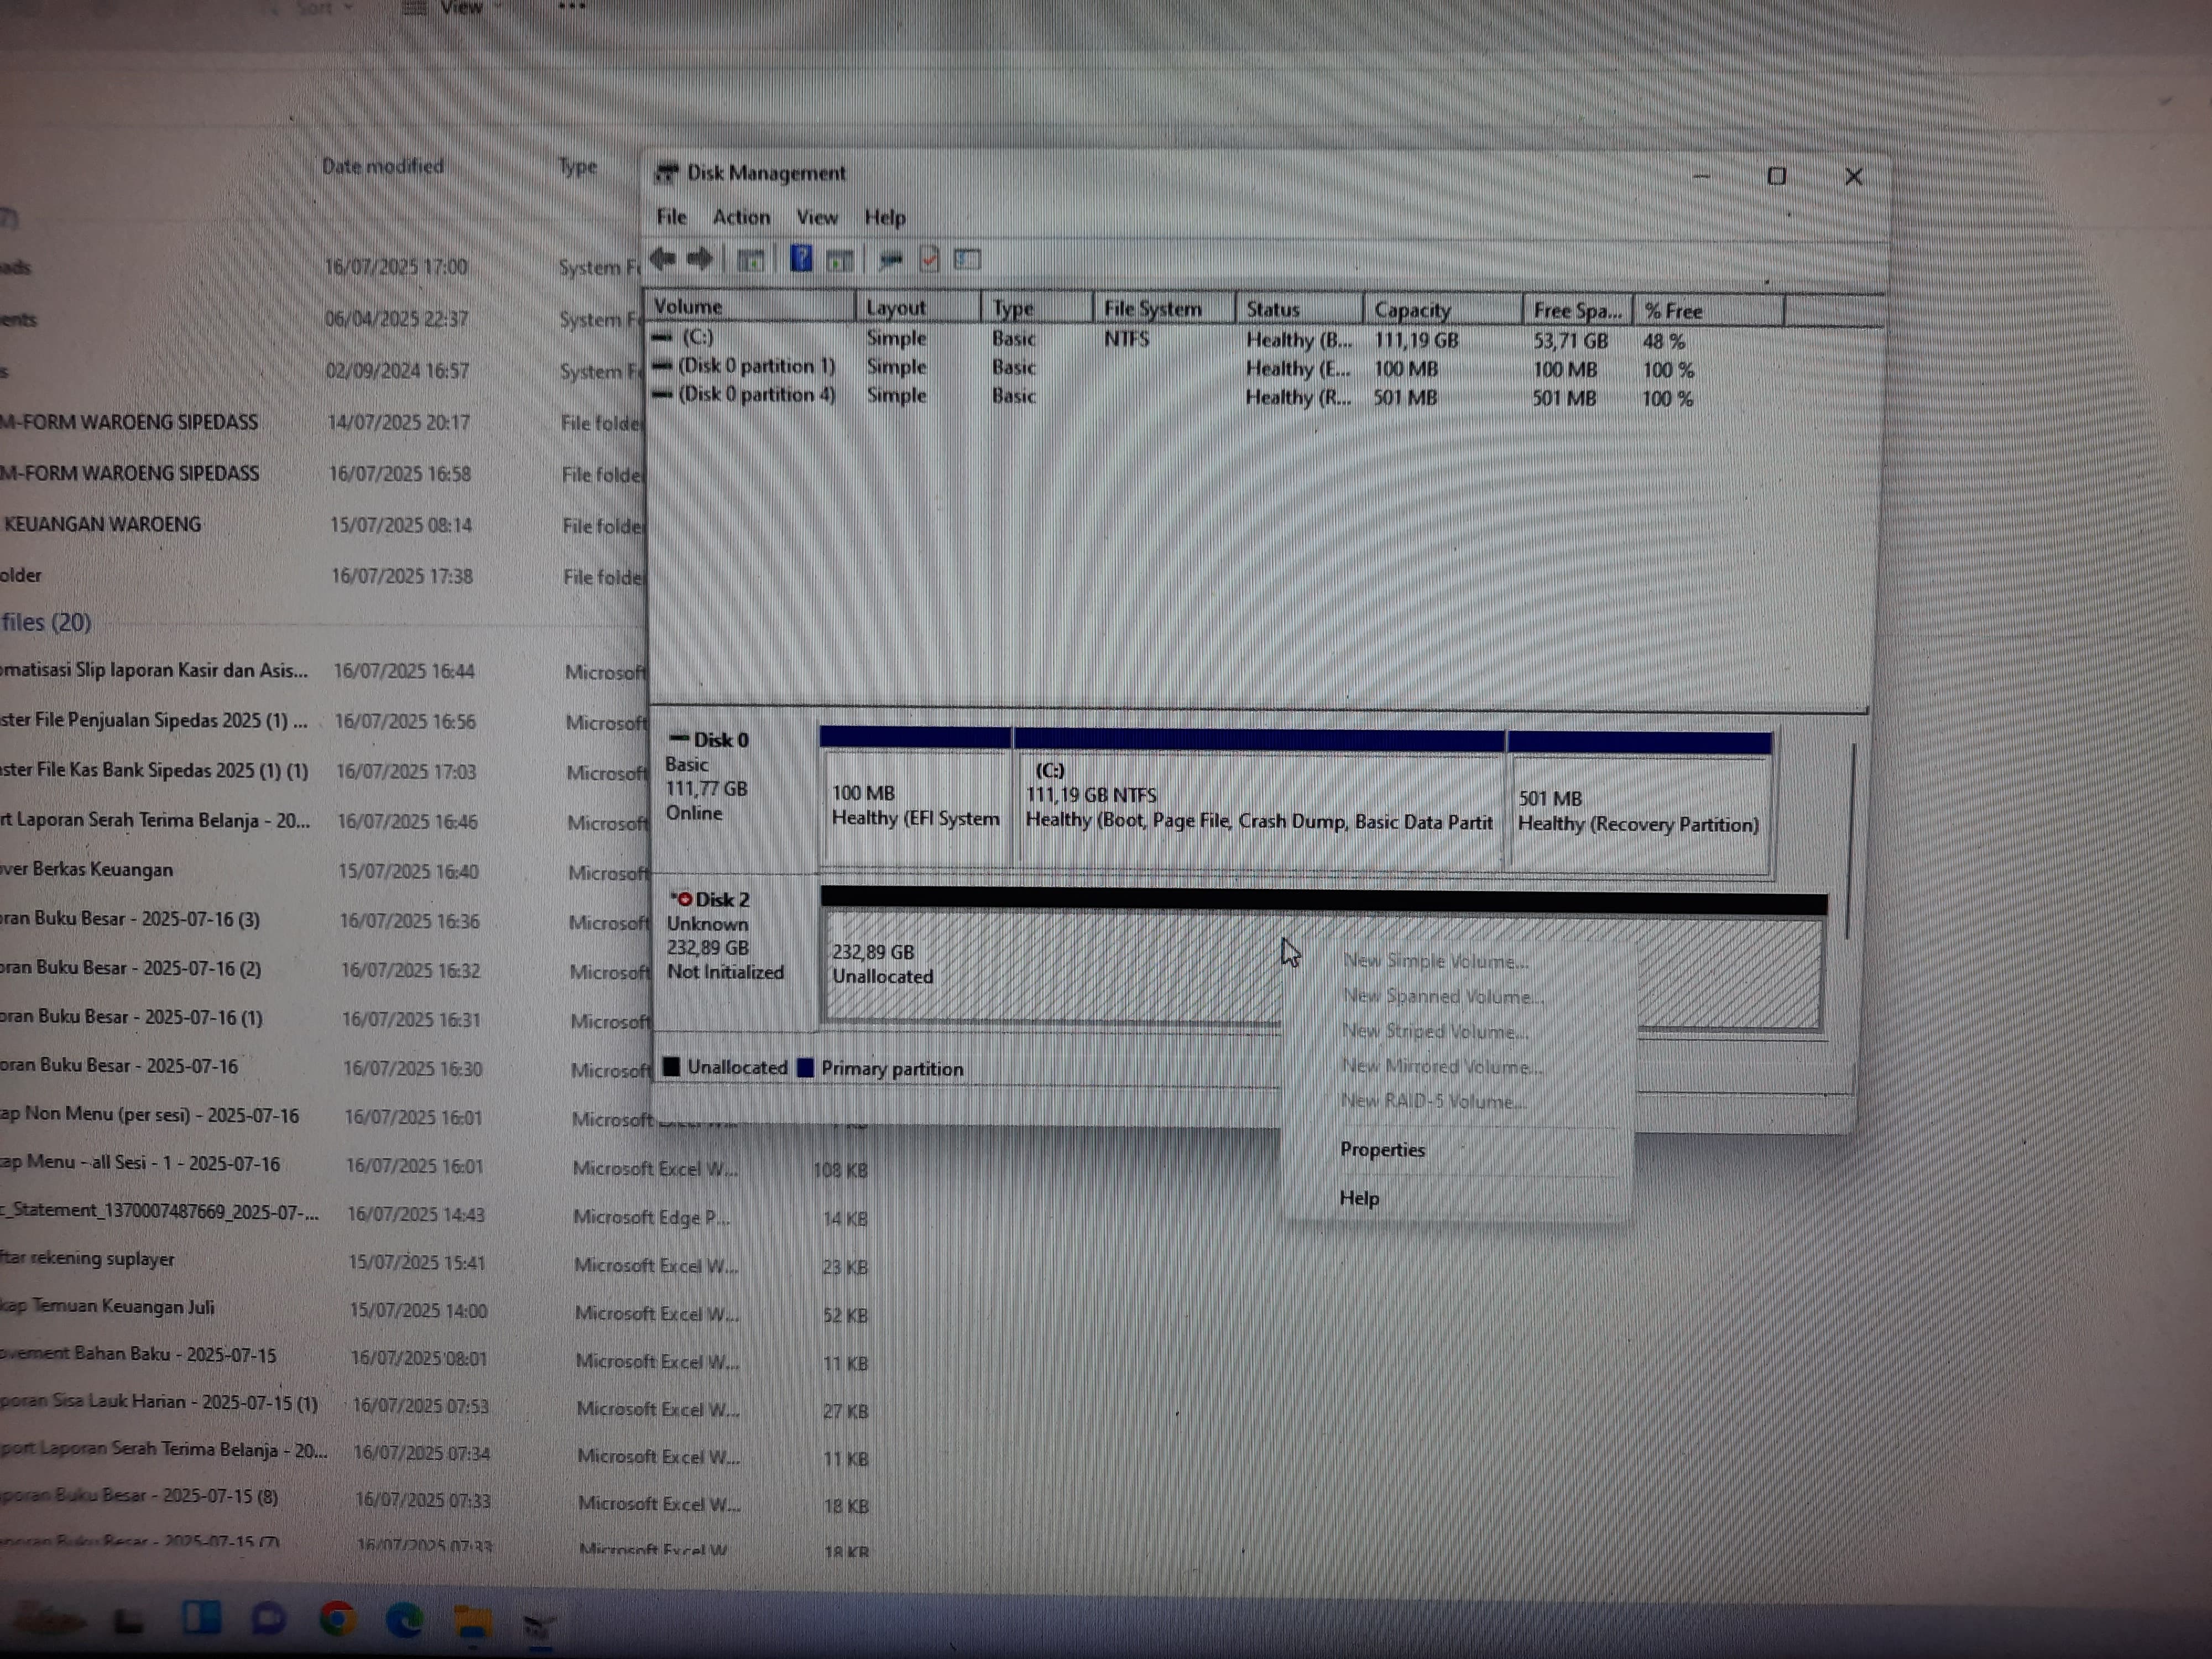 Sort
View
Date modified Type
ads 16/07/2025 17:00 System F
ents 06/04/2025 22:37 System F
s 02/09/2024 16:57 System F
M-FORM WAROENG SIPEDASS 14/07/2025 20:17 File folde
M-FORM WAROENG SIPEDASS 16/07/2025 16:58 File folde
KEUANGAN WAROENG 15/07/2025 08:14 File folde
older 16/07/2025 17:38 File folde
files (20)
omatisasi Slip laporan Kasir dan Asis... 16/07/2025 16:44 Microsoft
ster File Penjualan Sipedas 2025 (1) ... 16/07/2025 16:56 Microsoft
ster File Kas Bank Sipedas 2025 (1) (1) 16/07/2025 17:03 Microsoft
rt Laporan Serah Terima Belanja - 20... 16/07/2025 16:46 Microsoft
ver Berkas Keuangan 15/07/2025 16:40 Microsoft
oran Buku Besar - 2025-07-16 (3) 16/07/2025 16:36 Microsoft
oran Buku Besar - 2025-07-16 (2) 16/07/2025 16:32 Microsoft
oran Buku Besar - 2025-07-16 (1) 16/07/2025 16:31 Microsoft
oran Buku Besar - 2025-07-16 16/07/2025 16:30 Microsoft
ap Non Menu (per sesi) - 2025-07-16 16/07/2025 16:01 Microsoft
ap Menu - all Sesi - 1 - 2025-07-16 16/07/2025 16:01 Microsoft Excel W... 108 KB
c_Statement_1370007487669_2025-07-... 16/07/2025 14:43 Microsoft Edge P... 14 KB
ftar rekening suplayer 15/07/2025 15:41 Microsoft Excel W... 23 KB
kap Temuan Keuangan Juli 15/07/2025 14:00 Microsoft Excel W... 52 KB
ovement Bahan Baku - 2025-07-15 16/07/2025 08:01 Microsoft Excel W... 11 KB
poran Sisa Lauk Harian - 2025-07-15 (1) 16/07/2025 07:53 Microsoft Excel W... 27 KB
port Laporan Serah Terima Belanja - 20... 16/07/2025 07:34 Microsoft Excel W... 11 KB
poran Buku Besar - 2025-07-15 (8) 16/07/2025 07:33 Microsoft Excel W... 18 KB
poran Buku Besar - 2025-07-15 (7) 16/07/2025 07:33 Microsoft Excel W 18 KB
Disk Management
File Action View Help
Volume Layout Type File System Status Capacity Free Spa... % Free
(C:) Simple Basic NTFS Healthy (B... 111,19 GB 53,71 GB 48 %
(Disk 0 partition 1) Simple Basic Healthy (E... 100 MB 100 MB 100 %
(Disk 0 partition 4) Simple Basic Healthy (R... 501 MB 501 MB 100 %
Disk 0
Basic
111,77 GB
Online
100 MB
Healthy (EFI System
(C:)
111,19 GB NTFS
Healthy (Boot, Page File, Crash Dump, Basic Data Partit
501 MB
Healthy (Recovery Partition)
Disk 2
Unknown
232,89 GB
Not Initialized
232,89 GB
Unallocated
Unallocated Primary partition
New Simple Volume...
New Spanned Volume...
New Striped Volume...
New Mirrored Volume...
New RAID-5 Volume...
Properties
Help